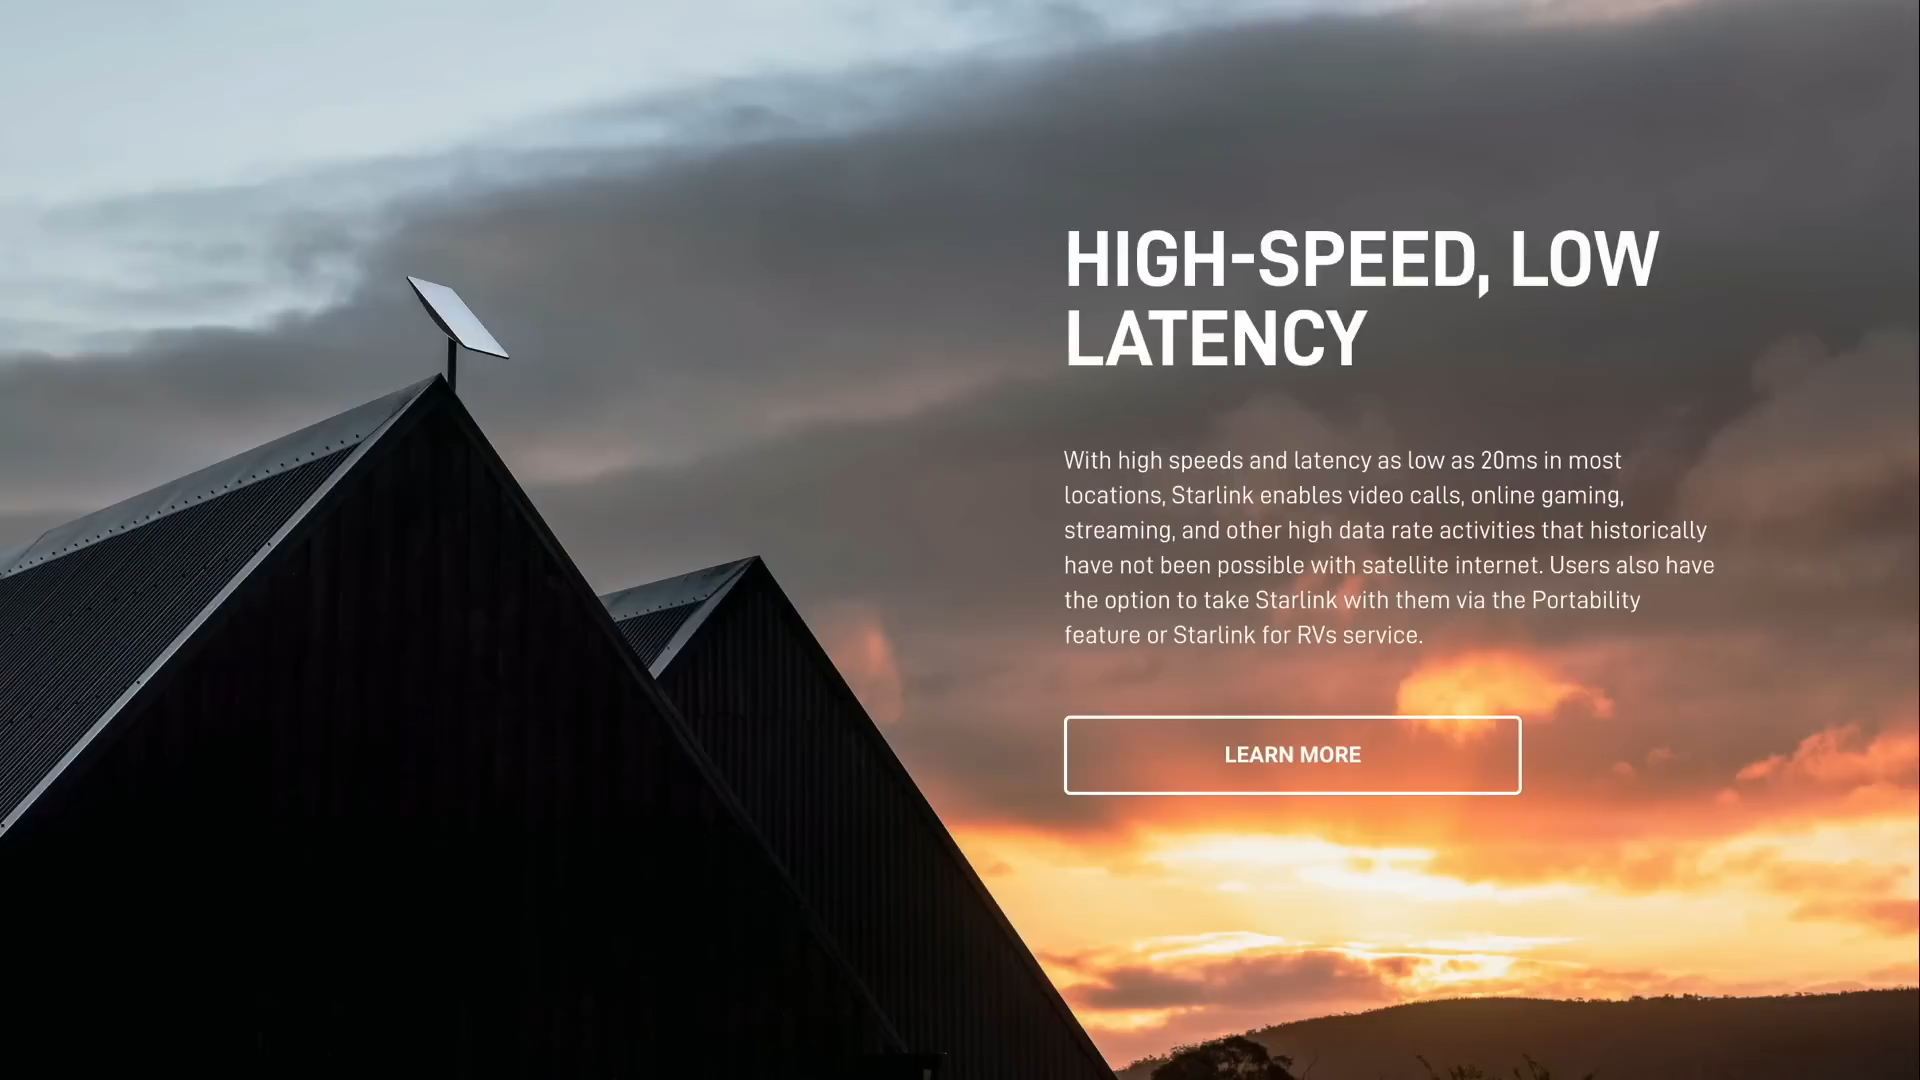 HIGH-SPEED, LOW
LATENCY
With high speeds and latency as low as 20ms in most
locations, Starlink enables video calls, online gaming,
streaming, and other high data rate activities that historically
have not been possible with satellite internet. Users also have
the option to take Starlink with them via the Portability
feature or Starlink for RVs service.
LEARN MORE